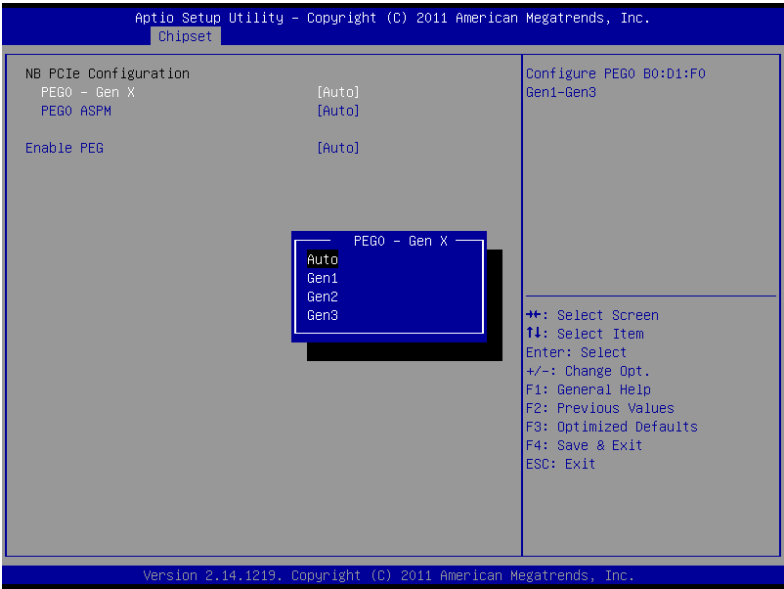 Aptio Setup Utility – Copyright (C) 2011 American Megatrends, Inc.
Chipset
NB PCIe Configuration
PEG0 – Gen X [Auto]
PEG0 ASPM [Auto]
Enable PEG [Auto]
Configure PEG0 B0:D1:F0
Gen1–Gen3
PEG0 – Gen X
Auto
Gen1
Gen2
Gen3
→←: Select Screen
↑↓: Select Item
Enter: Select
+/–: Change Opt.
F1: General Help
F2: Previous Values
F3: Optimized Defaults
F4: Save & Exit
ESC: Exit
Version 2.14.1219. Copyright (C) 2011 American Megatrends, Inc.